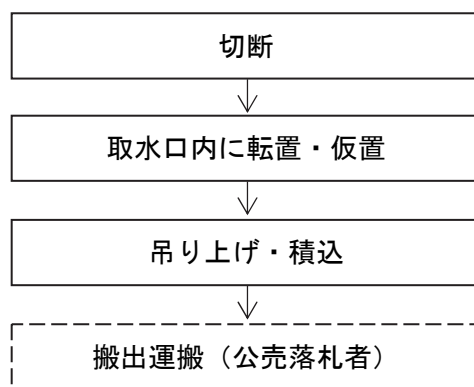 切断
取水口内に転置・仮置
吊り上げ・積込
搬出運搬（公売落札者）